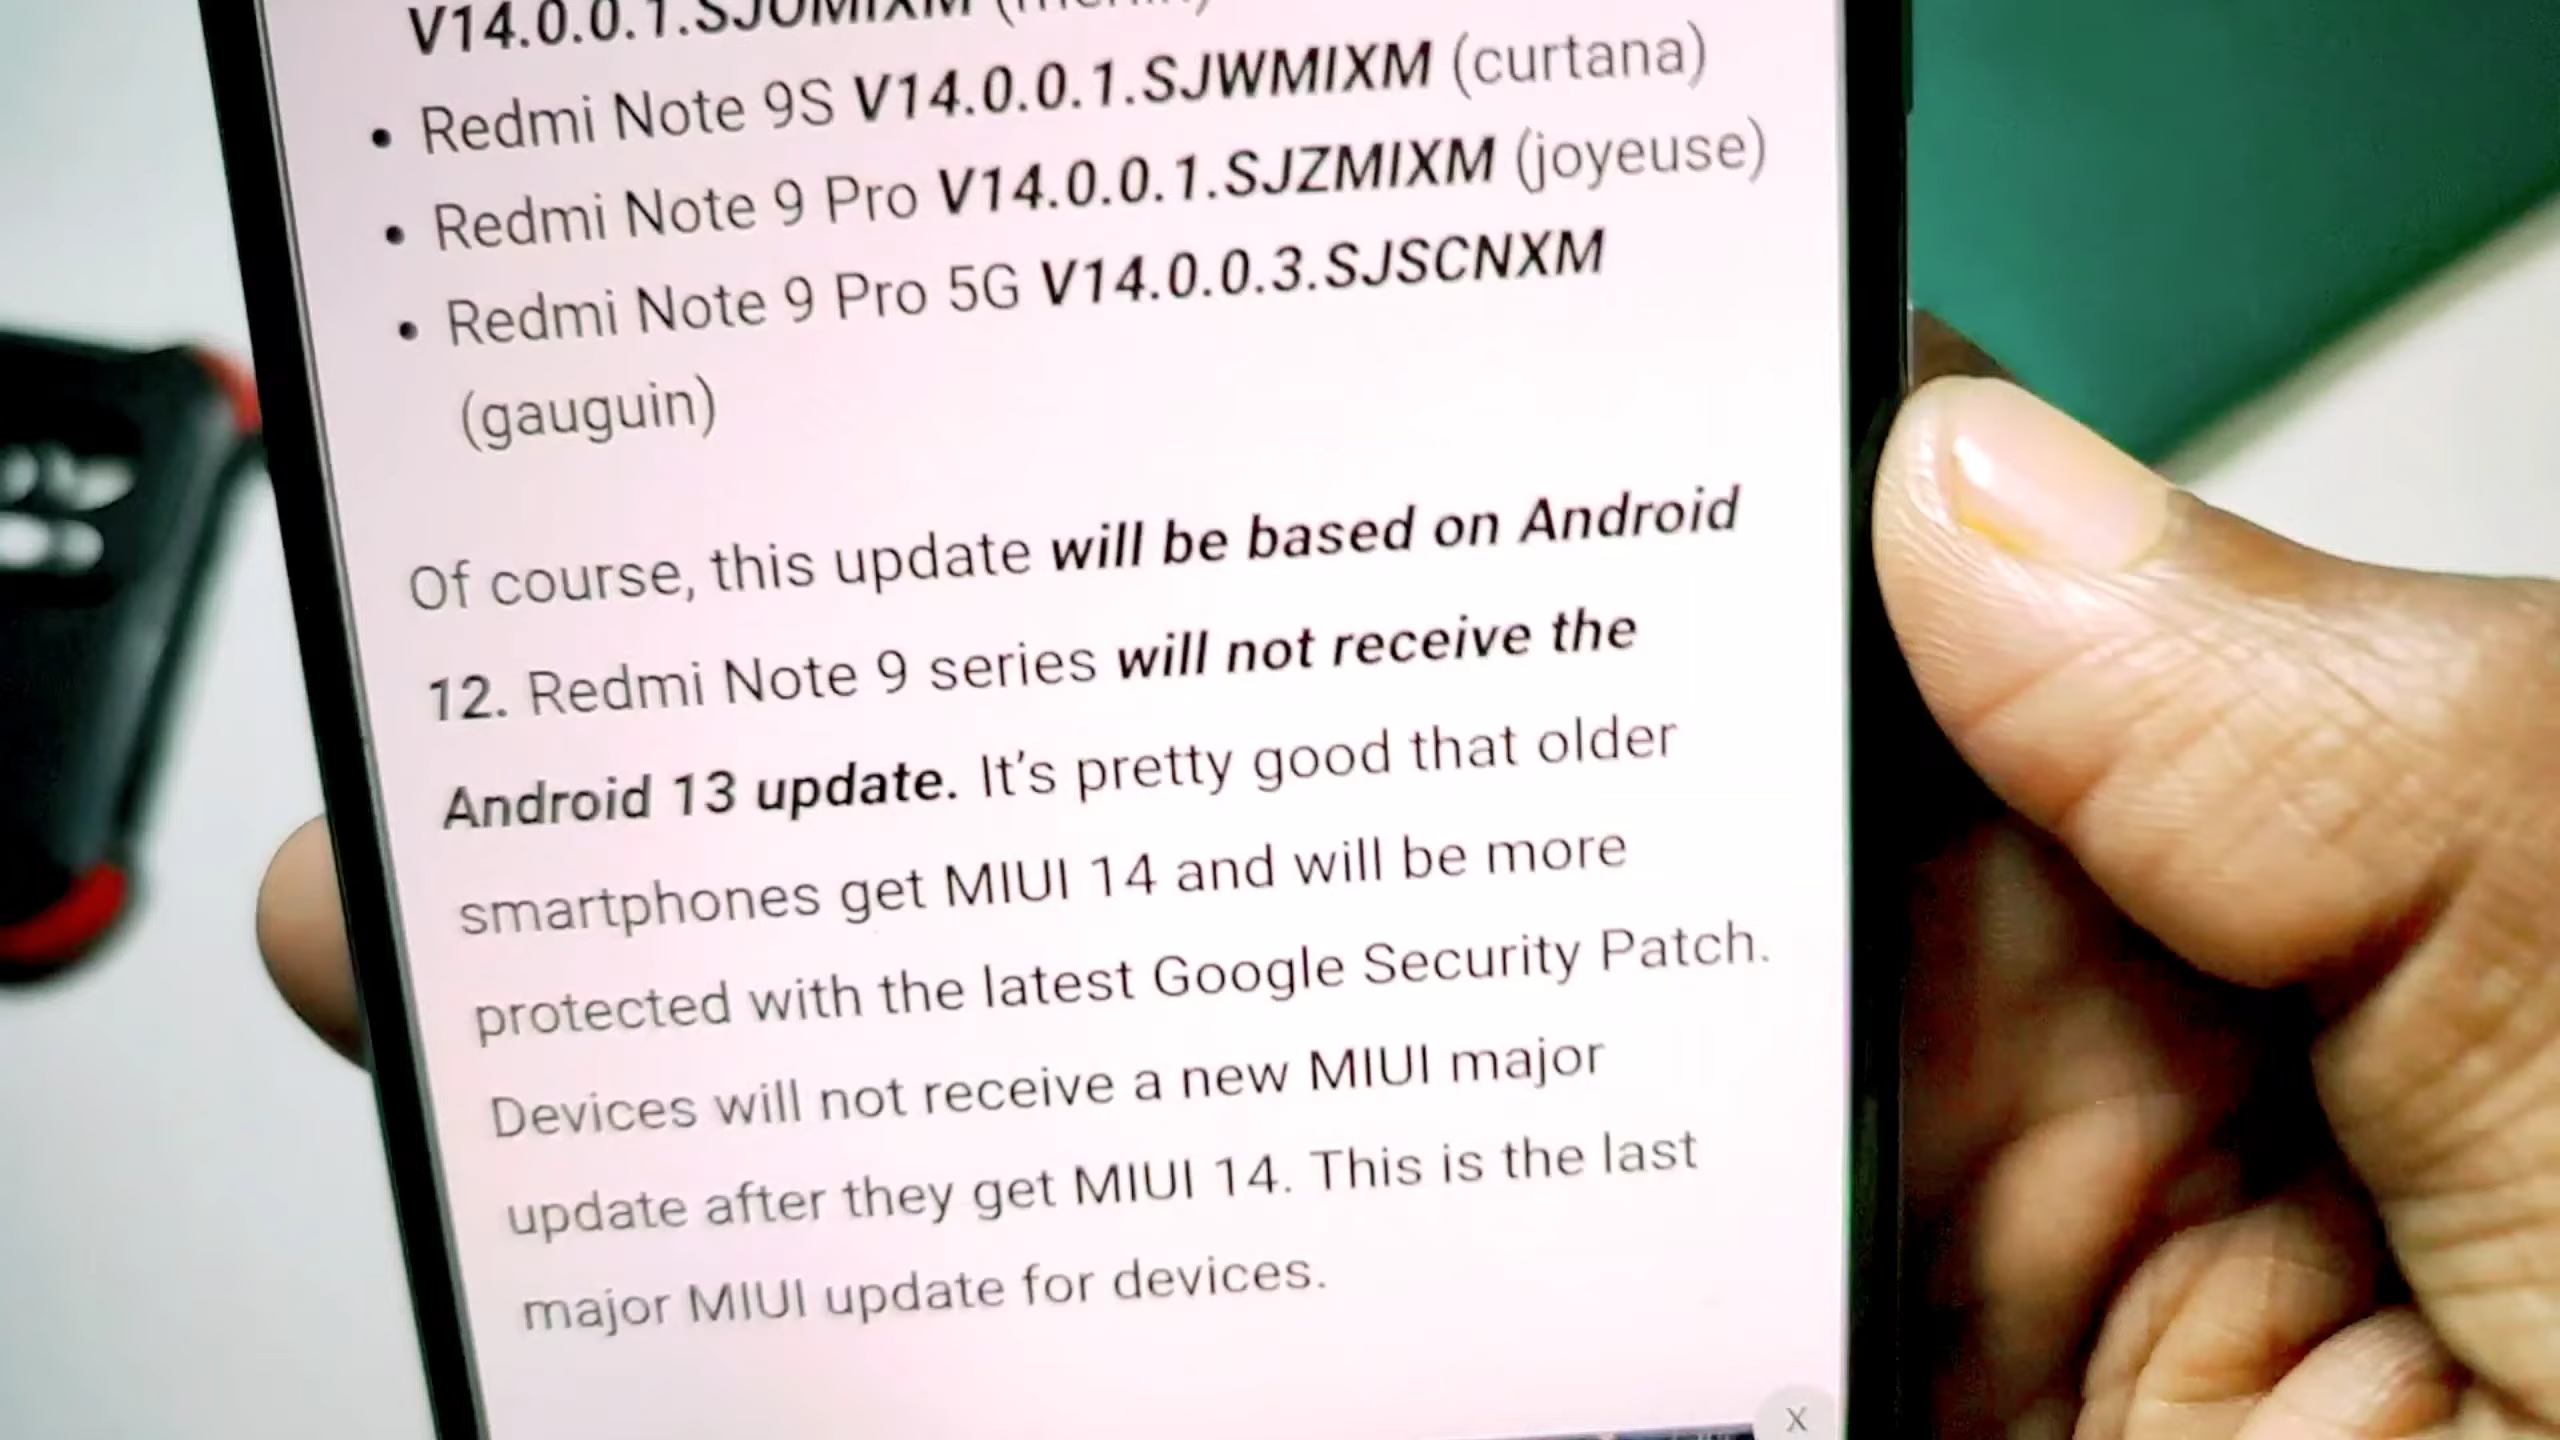 V14.0.0.1.SJOMIXM
• Redmi Note 9S V14.0.0.1.SJWMIXM (curtana)
• Redmi Note 9 Pro V14.0.0.1.SJZMIXM (joyeuse)
• Redmi Note 9 Pro 5G V14.0.0.3.SJSCNXM
(gauguin)
Of course, this update will be based on Android
12. Redmi Note 9 series will not receive the
Android 13 update. It's pretty good that older
smartphones get MIUI 14 and will be more
protected with the latest Google Security Patch.
Devices will not receive a new MIUI major
update after they get MIUI 14. This is the last
major MIUI update for devices.
X